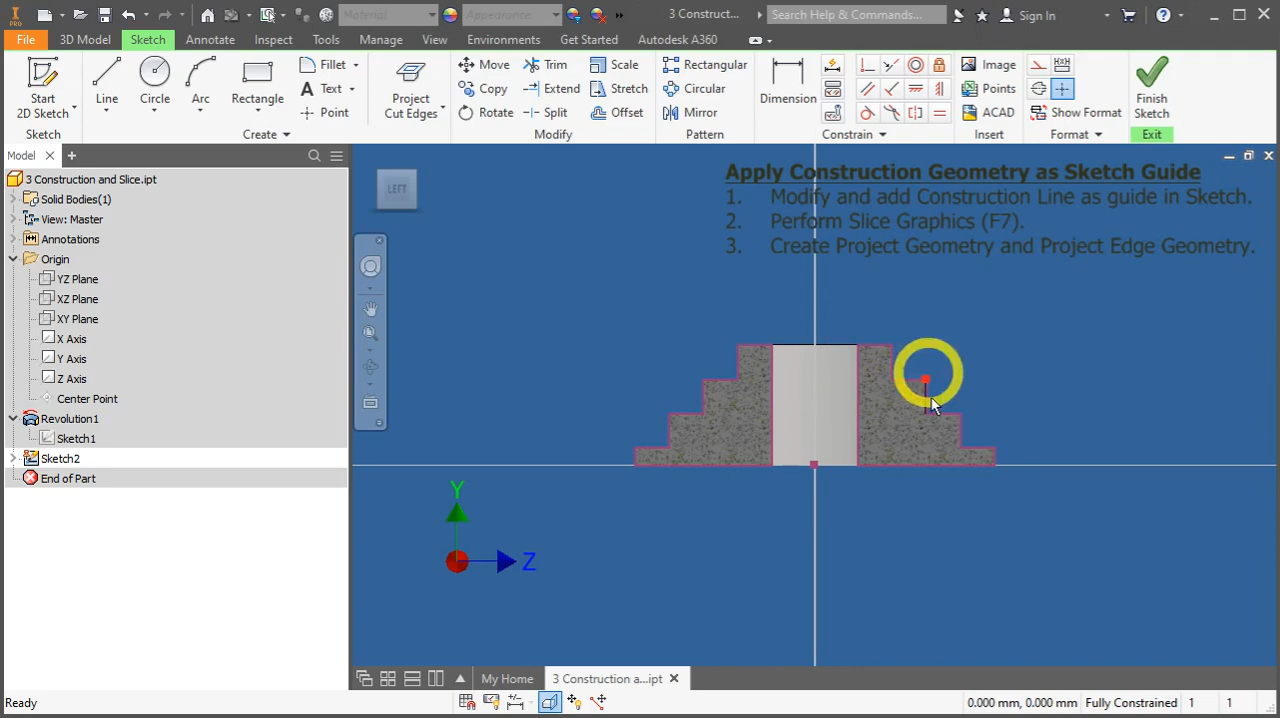 PRO
Material
Appearance
3 Construct...
Search Help & Commands...
Sign In
File
3D Model
Sketch
Annotate
Inspect
Tools
Manage
View
Environments
Get Started
Autodesk A360
Start
2D Sketch
Line
Circle
Arc
Rectangle
Fillet
Text
Point
Project
Cut Edges
Move
Copy
Rotate
Trim
Extend
Split
Scale
Stretch
Offset
Rectangular
Circular
Mirror
Dimension
Image
Points
ACAD
Show Format
Finish
Sketch
Sketch
Create
Modify
Pattern
Constrain
Insert
Format
Exit
Model
3 Construction and Slice.ipt
Solid Bodies(1)
View: Master
Annotations
Origin
YZ Plane
XZ Plane
XY Plane
X Axis
Y Axis
Z Axis
Center Point
Revolution1
Sketch1
Sketch2
End of Part
LEFT
Apply Construction Geometry as Sketch Guide
1. Modify and add Construction Line as guide in Sketch.
2. Perform Slice Graphics (F7).
3. Create Project Geometry and Project Edge Geometry.
Y
Z
My Home
3 Construction a...ipt
Ready
0.000 mm, 0.000 mm
Fully Constrained
1
1